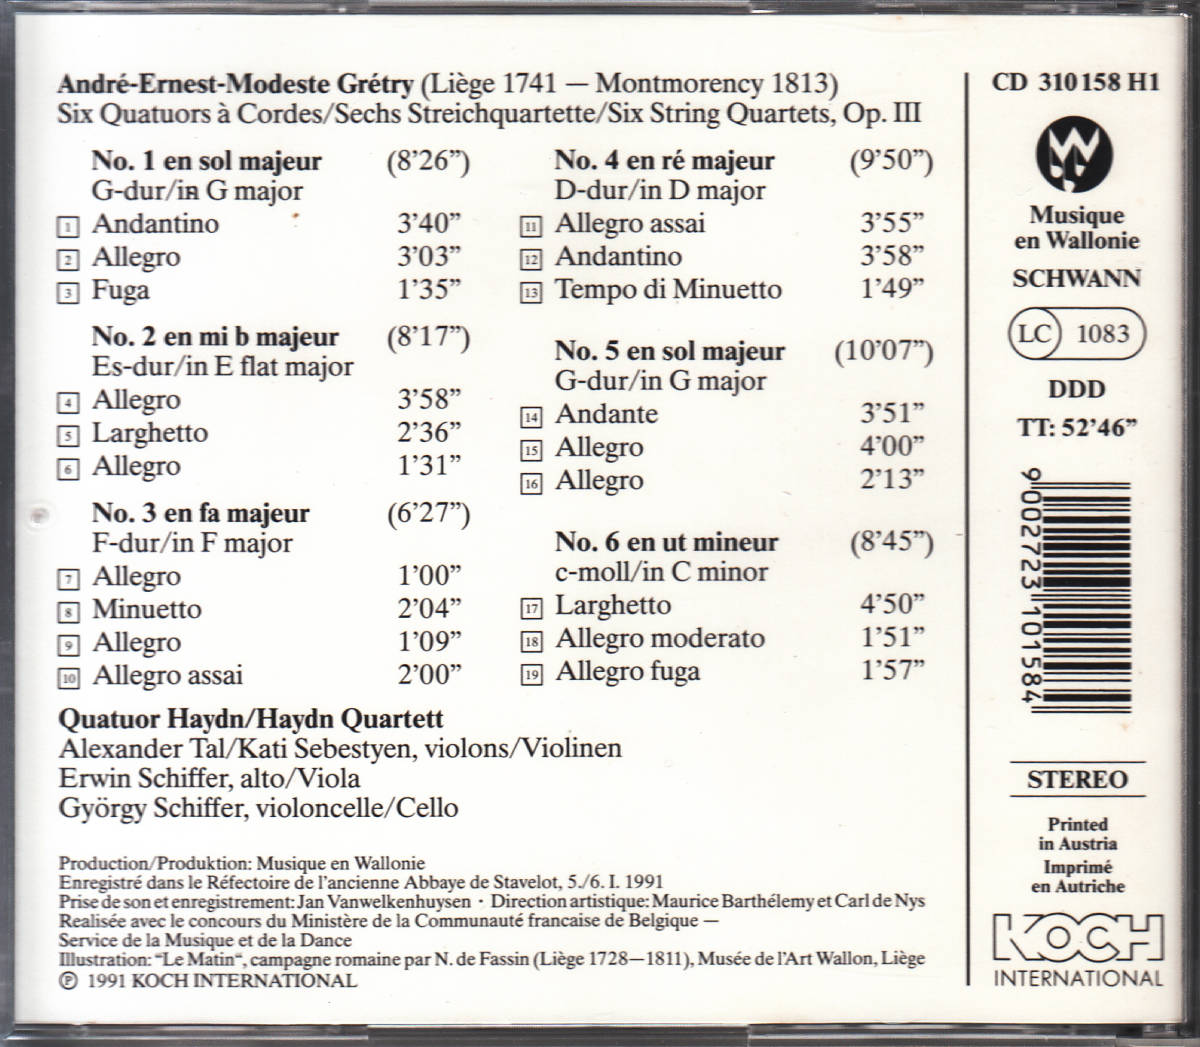 André-Ernest-Modeste Grétry (Liège 1741 — Montmorency 1813)
Six Quatuors à Cordes/Sechs Streichquartette/Six String Quartets, Op. III
No. 1 en sol majeur (8’26”)
G-dur/in G major
1 Andantino 3’40”
2 Allegro 3’03”
3 Fuga 1’35”
No. 2 en mi b majeur (8’17”)
Es-dur/in E flat major
4 Allegro 3’58”
5 Larghetto 2’36”
6 Allegro 1’31”
No. 3 en fa majeur (6’27”)
F-dur/in F major
7 Allegro 1’00”
8 Minuetto 2’04”
9 Allegro 1’09”
10 Allegro assai 2’00”
No. 4 en ré majeur (9’50”)
D-dur/in D major
11 Allegro assai 3’55”
12 Andantino 3’58”
13 Tempo di Minuetto 1’49”
No. 5 en sol majeur (10’07”)
G-dur/in G major
14 Andante 3’51”
15 Allegro 4’00”
16 Allegro 2’13”
No. 6 en ut mineur (8’45”)
c-moll/in C minor
17 Larghetto 4’50”
18 Allegro moderato 1’51”
19 Allegro fuga 1’57”
Quatuor Haydn/Haydn Quartett
Alexander Tal/Kati Sebestyen, violons/Violinen
Erwin Schiffer, alto/Viola
György Schiffer, violoncelle/Cello
Production/Produktion: Musique en Wallonie
Enregistré dans le Réfectoire de l’ancienne Abbaye de Stavelot, 5./6. I. 1991
Prise de son et enregistrement: Jan Vanwelkenhuysen · Direction artistique: Maurice Barthélemy et Carl de Nys
Realisée avec le concours du Ministère de la Communauté francaise de Belgique —
Service de la Musique et de la Dance
Illustration: “Le Matin“, campagne romaine par N. de Fassin (Liège 1728—1811), Musée de l’Art Wallon, Liège
Ⓟ 1991 KOCH INTERNATIONAL
CD 310 158 H1
Musique
en Wallonie
SCHWANN
LC 1083
DDD
TT: 52’46”
9 002723 101584
STEREO
Printed
in Austria
Imprimé
en Autriche
KOCH
INTERNATIONAL